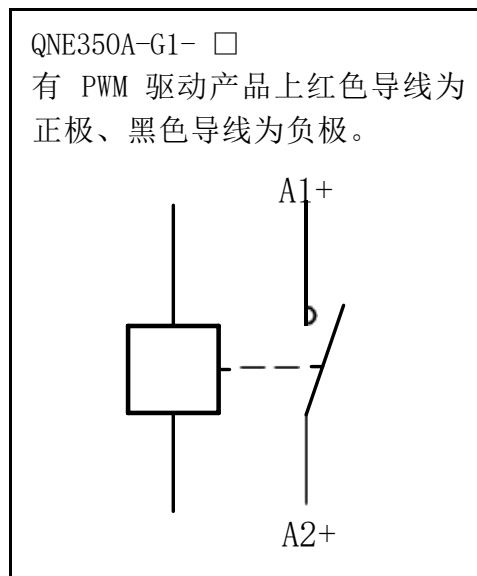 QNE350A-G1- □
有 PWM 驱动产品上红色导线为
正极、黑色导线为负极。
A1+
A2+